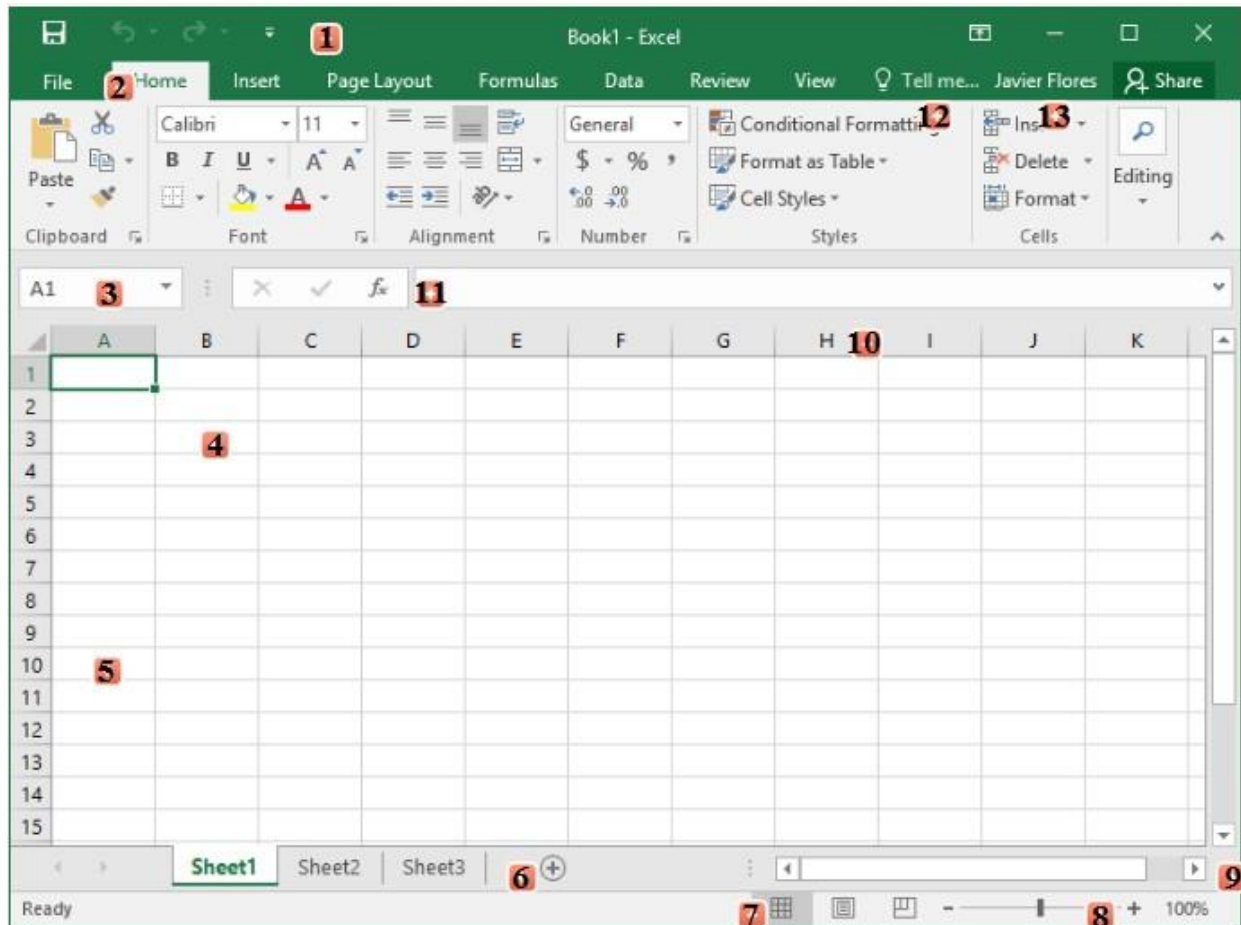 1 Book1 - Excel
File 2 Home Insert Page Layout Formulas Data Review View Tell me... Javier Flores Share
12 13
Calibri 11 General Conditional Formatting Ins
Paste B I U A A $ % , Format as Table Delete Editing
A .00 .00 Cell Styles Format
Clipboard Font Alignment Number Styles Cells
A1 3 fx 11
A B C D E F G H 10 I J K
1
2
3 4
4
5
6
7
8
9
10 5
11
12
13
14
15
Sheet1 Sheet2 Sheet3 6
9
Ready 7 8 100%